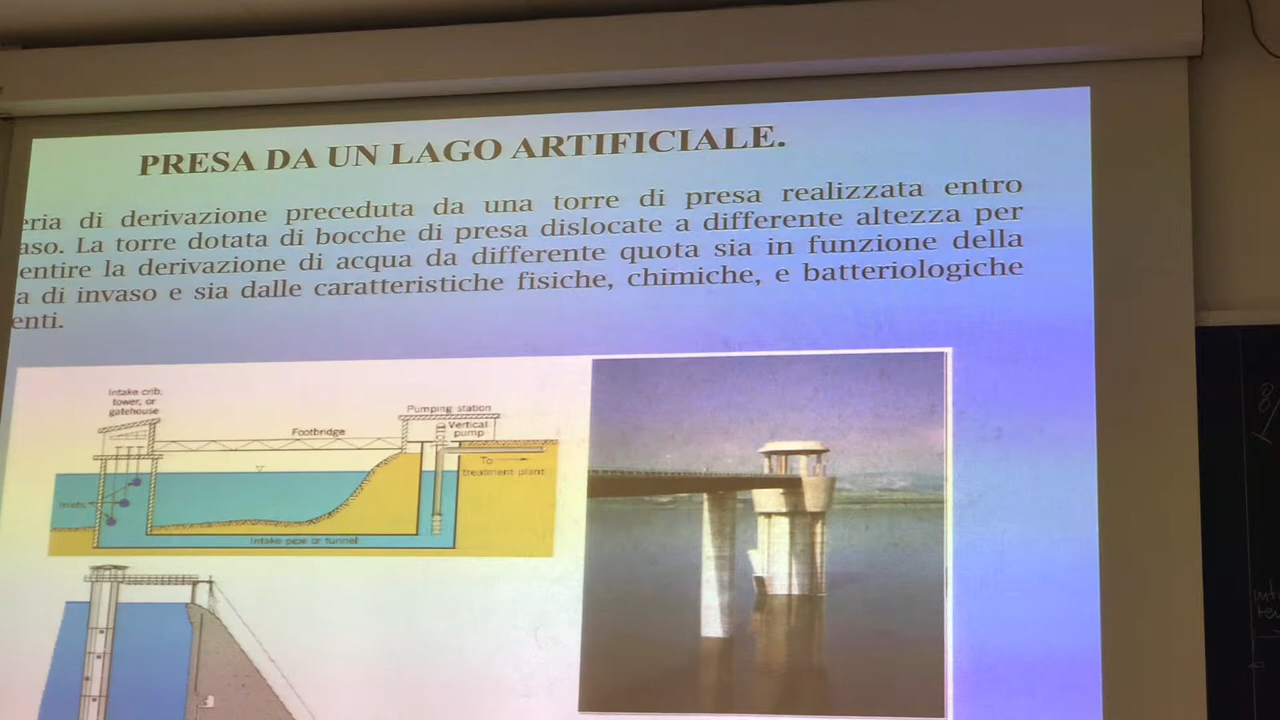 PRESA DA UN LAGO ARTIFICIALE.
eria di derivazione preceduta da una torre di presa realizzata entro
aso. La torre dotata di bocche di presa dislocate a differente altezza per
entire la derivazione di acqua da differente quota sia in funzione della
a di invaso e sia dalle caratteristiche fisiche, chimiche, e batteriologiche
enti.
Intake crib,
tower, or
gatehouse
Footbridge
Pumping station
Vertical
pump
To
treatment plant
Inlets
Intake pipe or tunnel